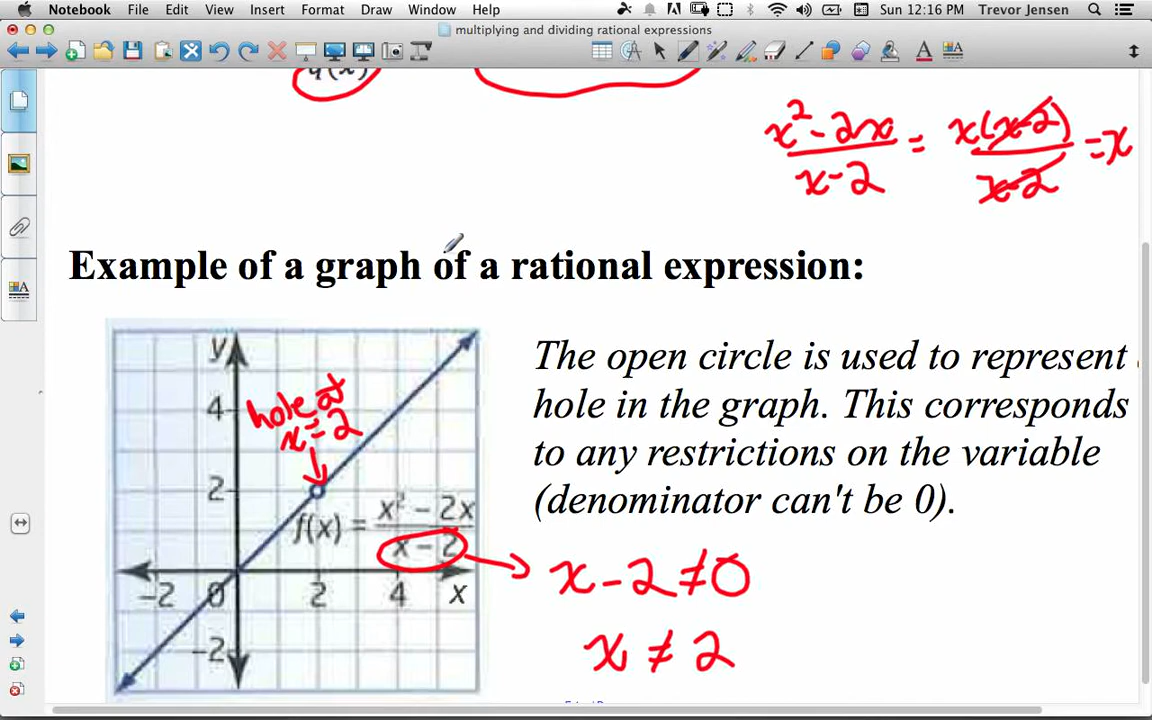 Notebook File Edit View Insert Format Draw Window Help Sun 12:16 PM Trevor Jensen
multiplying and dividing rational expressions
q(x)
x² - 2x / x - 2 = x(x-2) / x-2 = x
Example of a graph of a rational expression:
y
4
hole at
x = 2
2
f(x) = x² - 2x / x - 2
-2 0 2 4 x
-2
The open circle is used to represent
hole in the graph. This corresponds
to any restrictions on the variable
(denominator can't be 0).
x - 2 ≠ 0
x ≠ 2